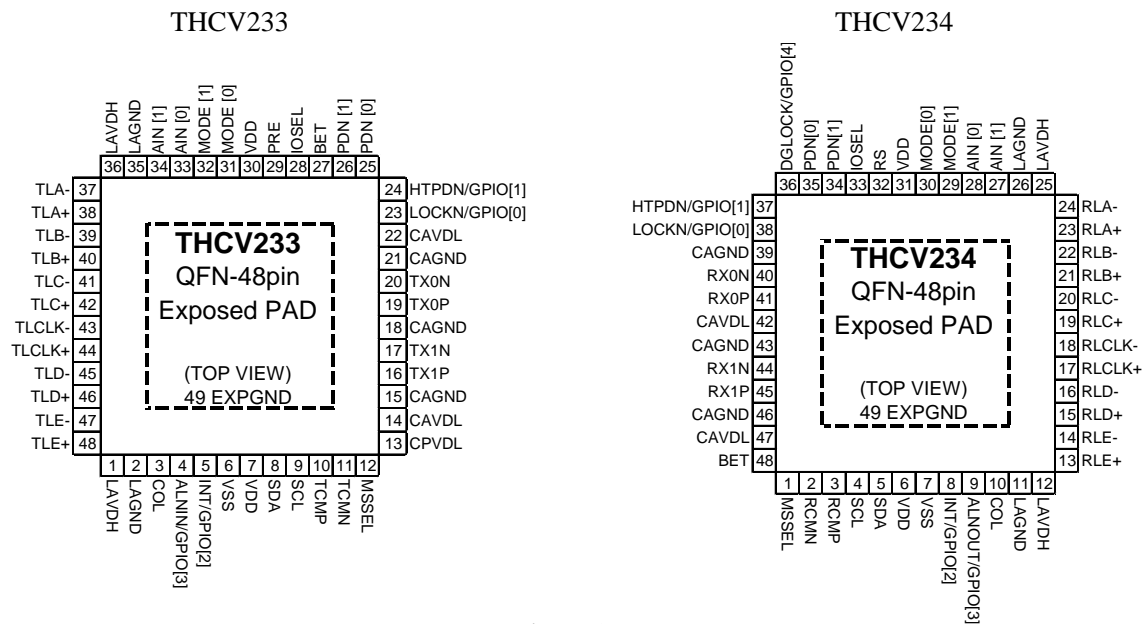 THCV233
LAVDH
LAGND
AIN [1]
AIN [0]
MODE [1]
MODE [0]
VDD
PRE
IOSEL
BET
PDN [1]
PDN [0]
36 35 34 33 32 31 30 29 28 27 26 25
TLA- 37
TLA+ 38
TLB- 39
TLB+ 40
TLC- 41
TLC+ 42
TLCLK- 43
TLCLK+ 44
TLD- 45
TLD+ 46
TLE- 47
TLE+ 48
THCV233
QFN-48pin
Exposed PAD
(TOP VIEW)
49 EXPGND
24 HTPDN/GPIO[1]
23 LOCKN/GPIO[0]
22 CAVDL
21 CAGND
20 TX0N
19 TX0P
18 CAGND
17 TX1N
16 TX1P
15 CAGND
14 CAVDL
13 CPVDL
1 2 3 4 5 6 7 8 9 10 11 12
LAVDH
LAGND
COL
ALNIN/GPIO[3]
INT/GPIO[2]
VSS
VDD
SDA
SCL
TCMP
TCMN
MSSEL
THCV234
DGLOCK/GPIO[4]
PDN[0]
PDN[1]
IOSEL
RS
VDD
MODE[0]
MODE[1]
AIN [0]
AIN [1]
LAGND
LAVDH
36 35 34 33 32 31 30 29 28 27 26 25
HTPDN/GPIO[1] 37
LOCKN/GPIO[0] 38
CAGND 39
RX0N 40
RX0P 41
CAVDL 42
CAGND 43
RX1N 44
RX1P 45
CAGND 46
CAVDL 47
BET 48
THCV234
QFN-48pin
Exposed PAD
(TOP VIEW)
49 EXPGND
24 RLA-
23 RLA+
22 RLB-
21 RLB+
20 RLC-
19 RLC+
18 RLCLK-
17 RLCLK+
16 RLD-
15 RLD+
14 RLE-
13 RLE+
1 2 3 4 5 6 7 8 9 10 11 12
MSSEL
RCMN
RCMP
SCL
SDA
VDD
VSS
INT/GPIO[2]
ALNOUT/GPIO[3]
COL
LAGND
LAVDH